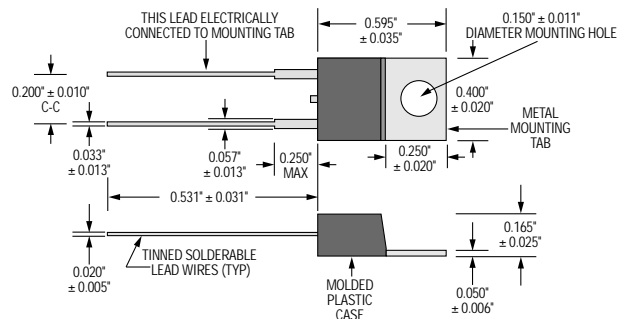 THIS LEAD ELECTRICALLY
CONNECTED TO MOUNTING TAB
0.595"
± 0.035"
0.150" ± 0.011"
DIAMETER MOUNTING HOLE
0.200" ± 0.010"
C-C
0.400"
± 0.020"
METAL
MOUNTING
TAB
0.033"
± 0.013"
0.057"
± 0.013"
0.250"
MAX
0.250"
± 0.020"
0.531" ± 0.031"
0.165"
± 0.025"
0.020"
± 0.005"
TINNED SOLDERABLE
LEAD WIRES (TYP)
MOLDED
PLASTIC
CASE
0.050"
± 0.006"